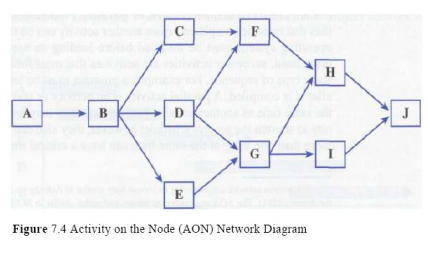 C
F
H
A
B
D
J
G
I
E
Figure 7.4 Activity on the Node (AON) Network Diagram